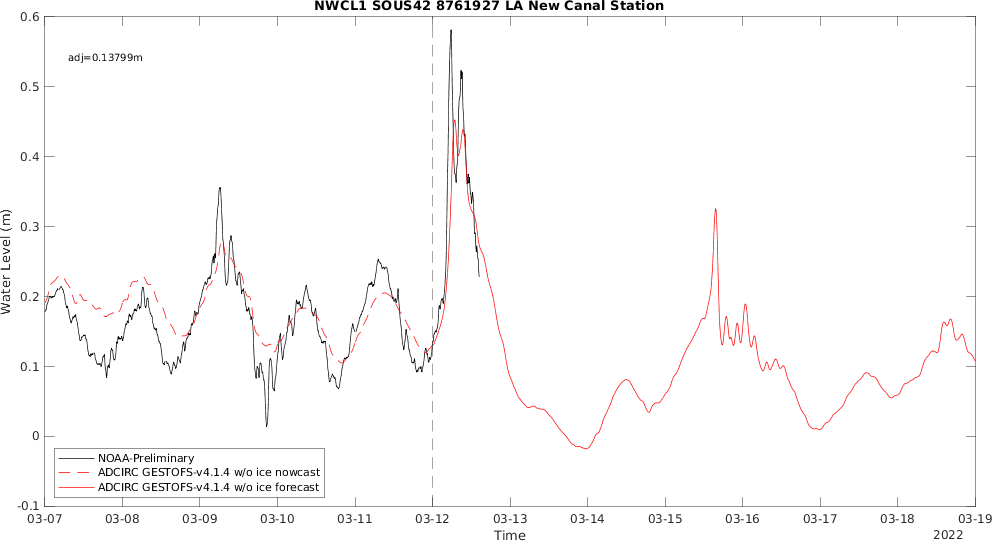 NWCL1 SOUS42 8761927 LA New Canal Station
adj=0.13799m
Water Level (m)
0.6
0.5
0.4
0.3
0.2
0.1
0
-0.1
NOAA-Preliminary
ADCIRC GESTOFS-v4.1.4 w/o ice nowcast
ADCIRC GESTOFS-v4.1.4 w/o ice forecast
03-07 03-08 03-09 03-10 03-11 03-12 03-13 03-14 03-15 03-16 03-17 03-18 03-19
Time
2022